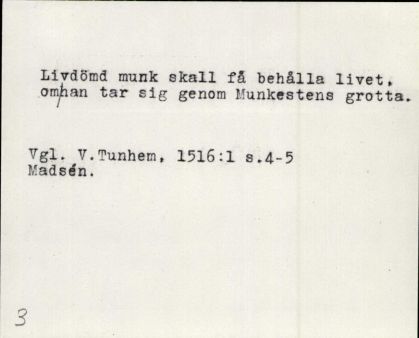 Livdömd munk skall få behålla livet,
om han tar sig genom Munkestens grotta.
Vgl. V.Tunhem, 1516:1 s.4-5
Madsén.
3